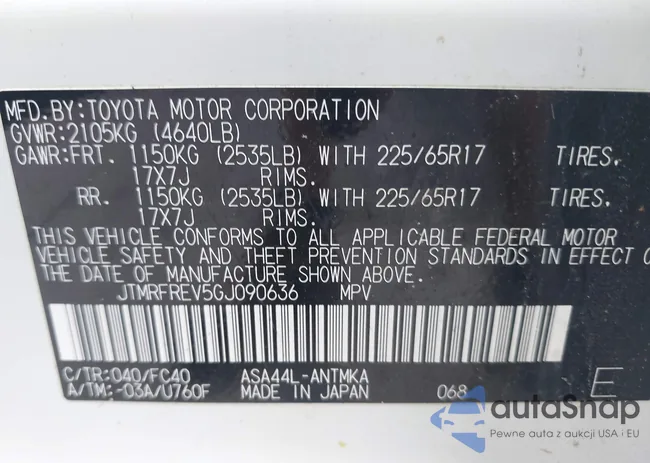 MFD.BY:TOYOTA MOTOR CORPORATION
GVWR:2105KG (4640LB)
GAWR:FRT. 1150KG (2535LB) WITH 225/65R17 TIRES.
17X7J RIMS.
RR. 1150KG (2535LB) WITH 225/65R17 TIRES.
17X7J RIMS.
THIS VEHICLE CONFORMS TO ALL APPLICABLE FEDERAL MOTOR
VEHICLE SAFETY AND THEFT PREVENTION STANDARDS IN EFFECT
THE DATE OF MANUFACTURE SHOWN ABOVE.
JTMRFREV5GJ090636 MPV
C/TR:040/FC40 ASA44L-ANTMKA
A/TM:-03A/U760F MADE IN JAPAN 068 E
autoSnap
Pewne auta z aukcji USA i EU